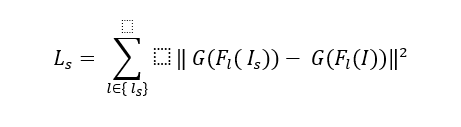 L_s = ∑_{l∈{l_s}}^{⬚} ⬚ ‖ G(F_l( I_s)) − G(F_l(I))‖²